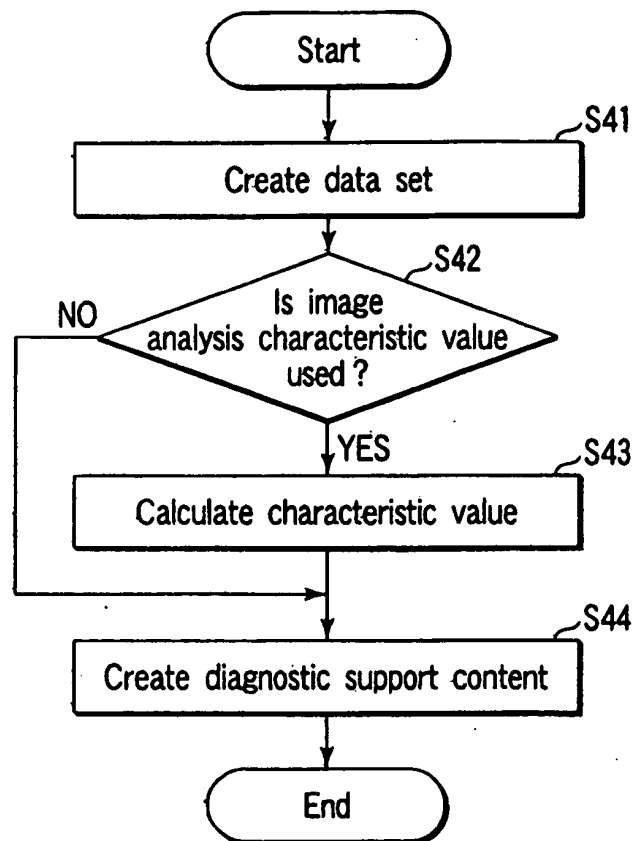 Start
S41
Create data set
S42
Is image
analysis characteristic value
used ?
NO
YES
S43
Calculate characteristic value
S44
Create diagnostic support content
End